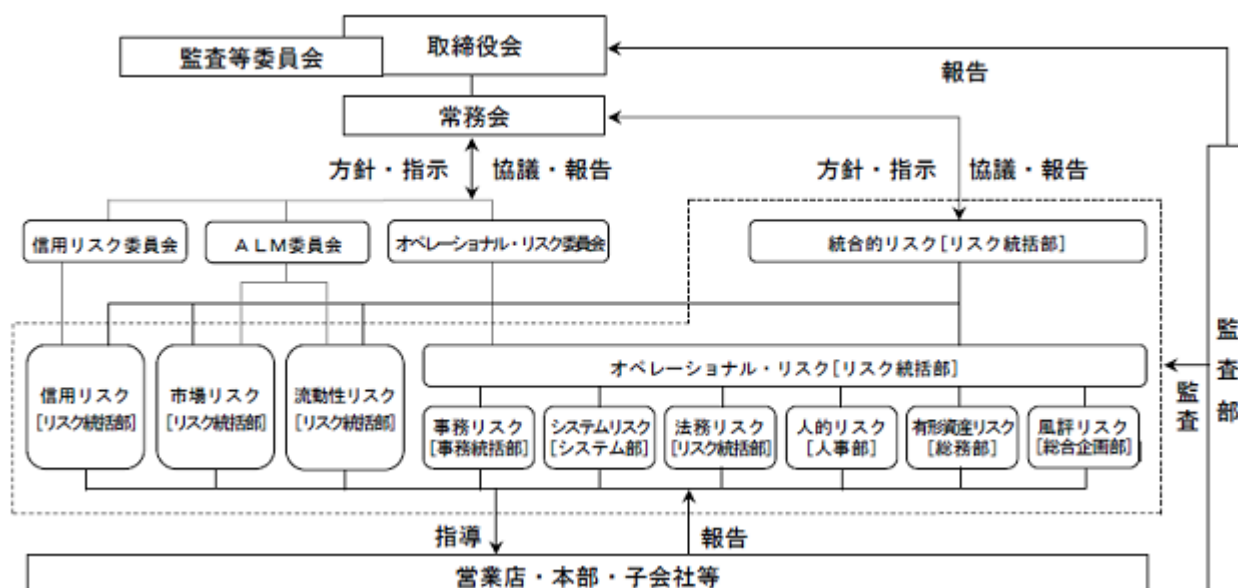 取締役会
監査等委員会
報告
常務会
方針・指示 協議・報告
方針・指示 協議・報告
信用リスク委員会
ALM委員会
オペレーショナル・リスク委員会
統合的リスク[リスク統括部]
監査部
監査
信用リスク
[リスク統括部]
市場リスク
[リスク統括部]
流動性リスク
[リスク統括部]
オペレーショナル・リスク[リスク統括部]
事務リスク
[事務統括部]
システムリスク
[システム部]
法務リスク
[リスク統括部]
人的リスク
[人事部]
有形資産リスク
[総務部]
風評リスク
[総合企画部]
指導
報告
営業店・本部・子会社等